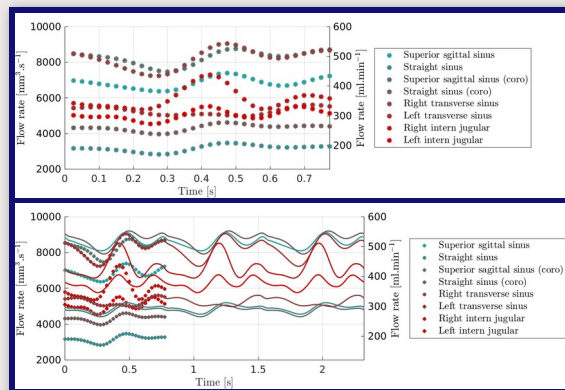 10000
8000
6000
4000
2000
Flow rate [mm³.s⁻¹]
600
500
400
300
200
Flow rate [ml.min⁻¹]
0 0.1 0.2 0.3 0.4 0.5 0.6 0.7
Time [s]
Superior sgittal sinus
Straight sinus
Superior sagittal sinus (coro)
Straight sinus (coro)
Right transverse sinus
Left transverse sinus
Right intern jugular
Left intern jugular
10000
8000
6000
4000
2000
Flow rate [mm³.s⁻¹]
600
500
400
300
200
Flow rate [ml.min⁻¹]
0 0.5 1 1.5 2
Time [s]
Superior sgittal sinus
Straight sinus
Superior sagittal sinus (coro)
Straight sinus (coro)
Right transverse sinus
Left transverse sinus
Right intern jugular
Left intern jugular